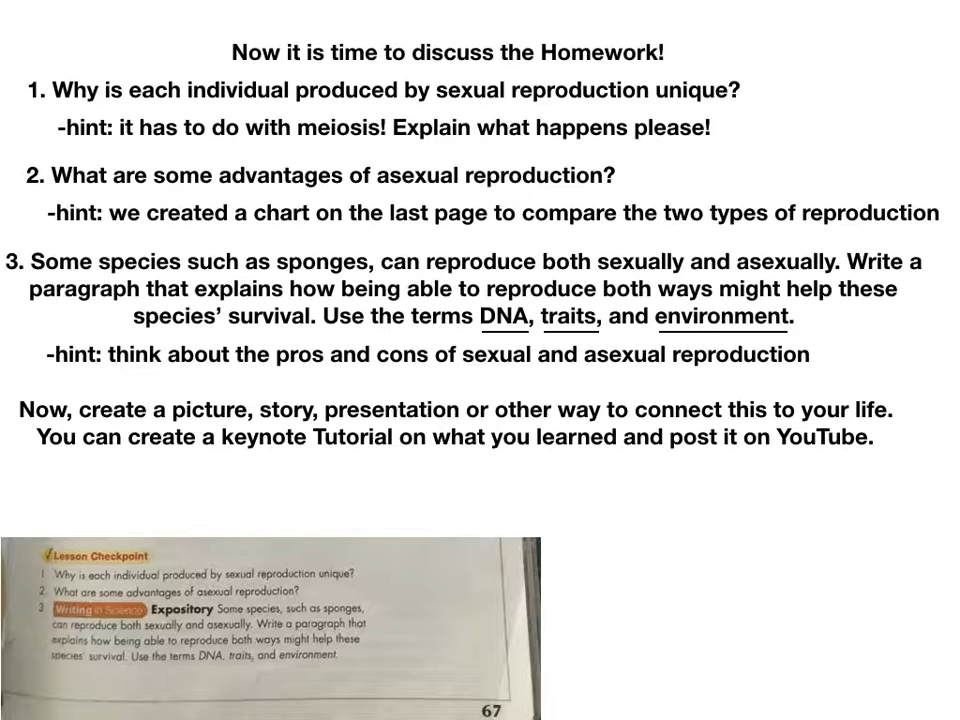 Now it is time to discuss the Homework!
1. Why is each individual produced by sexual reproduction unique?
-hint: it has to do with meiosis! Explain what happens please!
2. What are some advantages of asexual reproduction?
-hint: we created a chart on the last page to compare the two types of reproduction
3. Some species such as sponges, can reproduce both sexually and asexually. Write a
paragraph that explains how being able to reproduce both ways might help these
species’ survival. Use the terms DNA, traits, and environment.
-hint: think about the pros and cons of sexual and asexual reproduction
Now, create a picture, story, presentation or other way to connect this to your life.
You can create a keynote Tutorial on what you learned and post it on YouTube.
✓Lesson Checkpoint
1 Why is each individual produced by sexual reproduction unique?
2. What are some advantages of asexual reproduction?
3 Writing in Science Expository Some species, such as sponges,
can reproduce both sexually and asexually. Write a paragraph that
explains how being able to reproduce both ways might help these
species' survival. Use the terms DNA, traits, and environment.
67